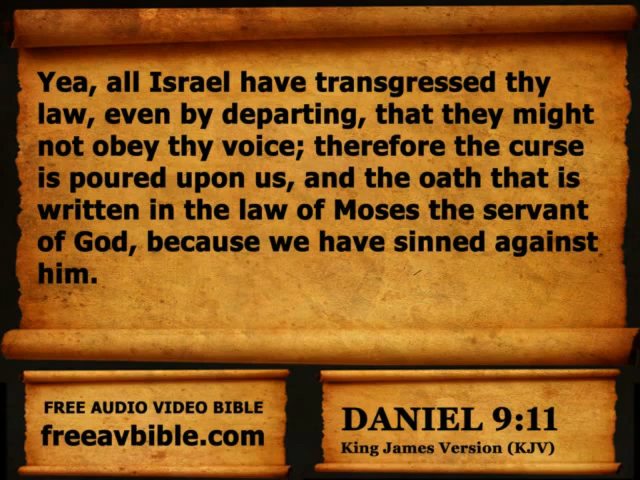 Yea, all Israel have transgressed thy
law, even by departing, that they might
not obey thy voice; therefore the curse
is poured upon us, and the oath that is
written in the law of Moses the servant
of God, because we have sinned against
him.
FREE AUDIO VIDEO BIBLE
freeavbible.com
DANIEL 9:11
King James Version (KJV)